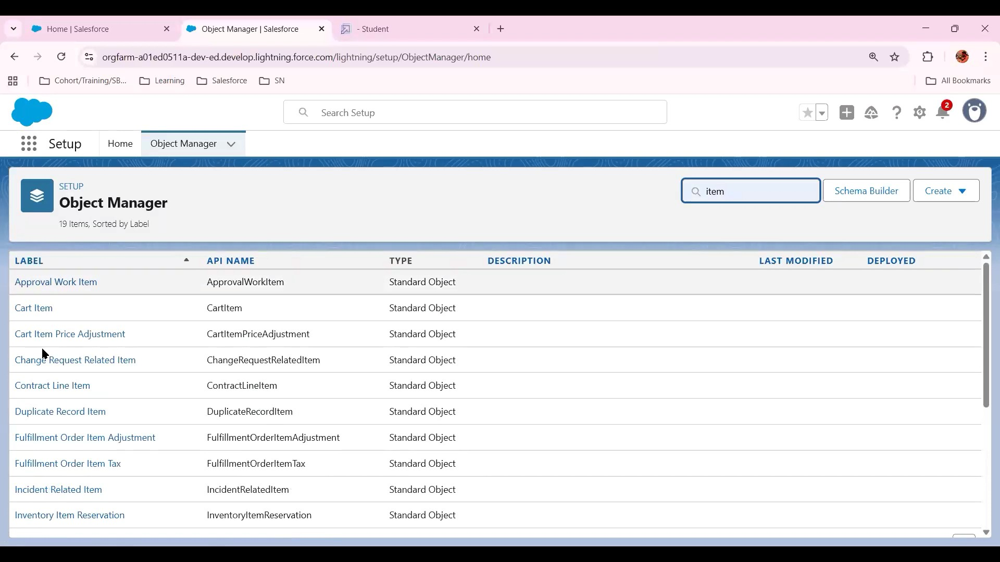 Home | Salesforce
Object Manager | Salesforce
- Student
orgfarm-a01ed0511a-dev-ed.develop.lightning.force.com/lightning/setup/ObjectManager/home
Cohort/Training/SB...
Learning
Salesforce
SN
All Bookmarks
Search Setup
2
Setup
Home
Object Manager
SETUP
Object Manager
19 Items, Sorted by Label
item
Schema Builder
Create
LABEL API NAME TYPE DESCRIPTION LAST MODIFIED DEPLOYED
Approval Work Item ApprovalWorkItem Standard Object
Cart Item CartItem Standard Object
Cart Item Price Adjustment CartItemPriceAdjustment Standard Object
Change Request Related Item ChangeRequestRelatedItem Standard Object
Contract Line Item ContractLineItem Standard Object
Duplicate Record Item DuplicateRecordItem Standard Object
Fulfillment Order Item Adjustment FulfillmentOrderItemAdjustment Standard Object
Fulfillment Order Item Tax FulfillmentOrderItemTax Standard Object
Incident Related Item IncidentRelatedItem Standard Object
Inventory Item Reservation InventoryItemReservation Standard Object